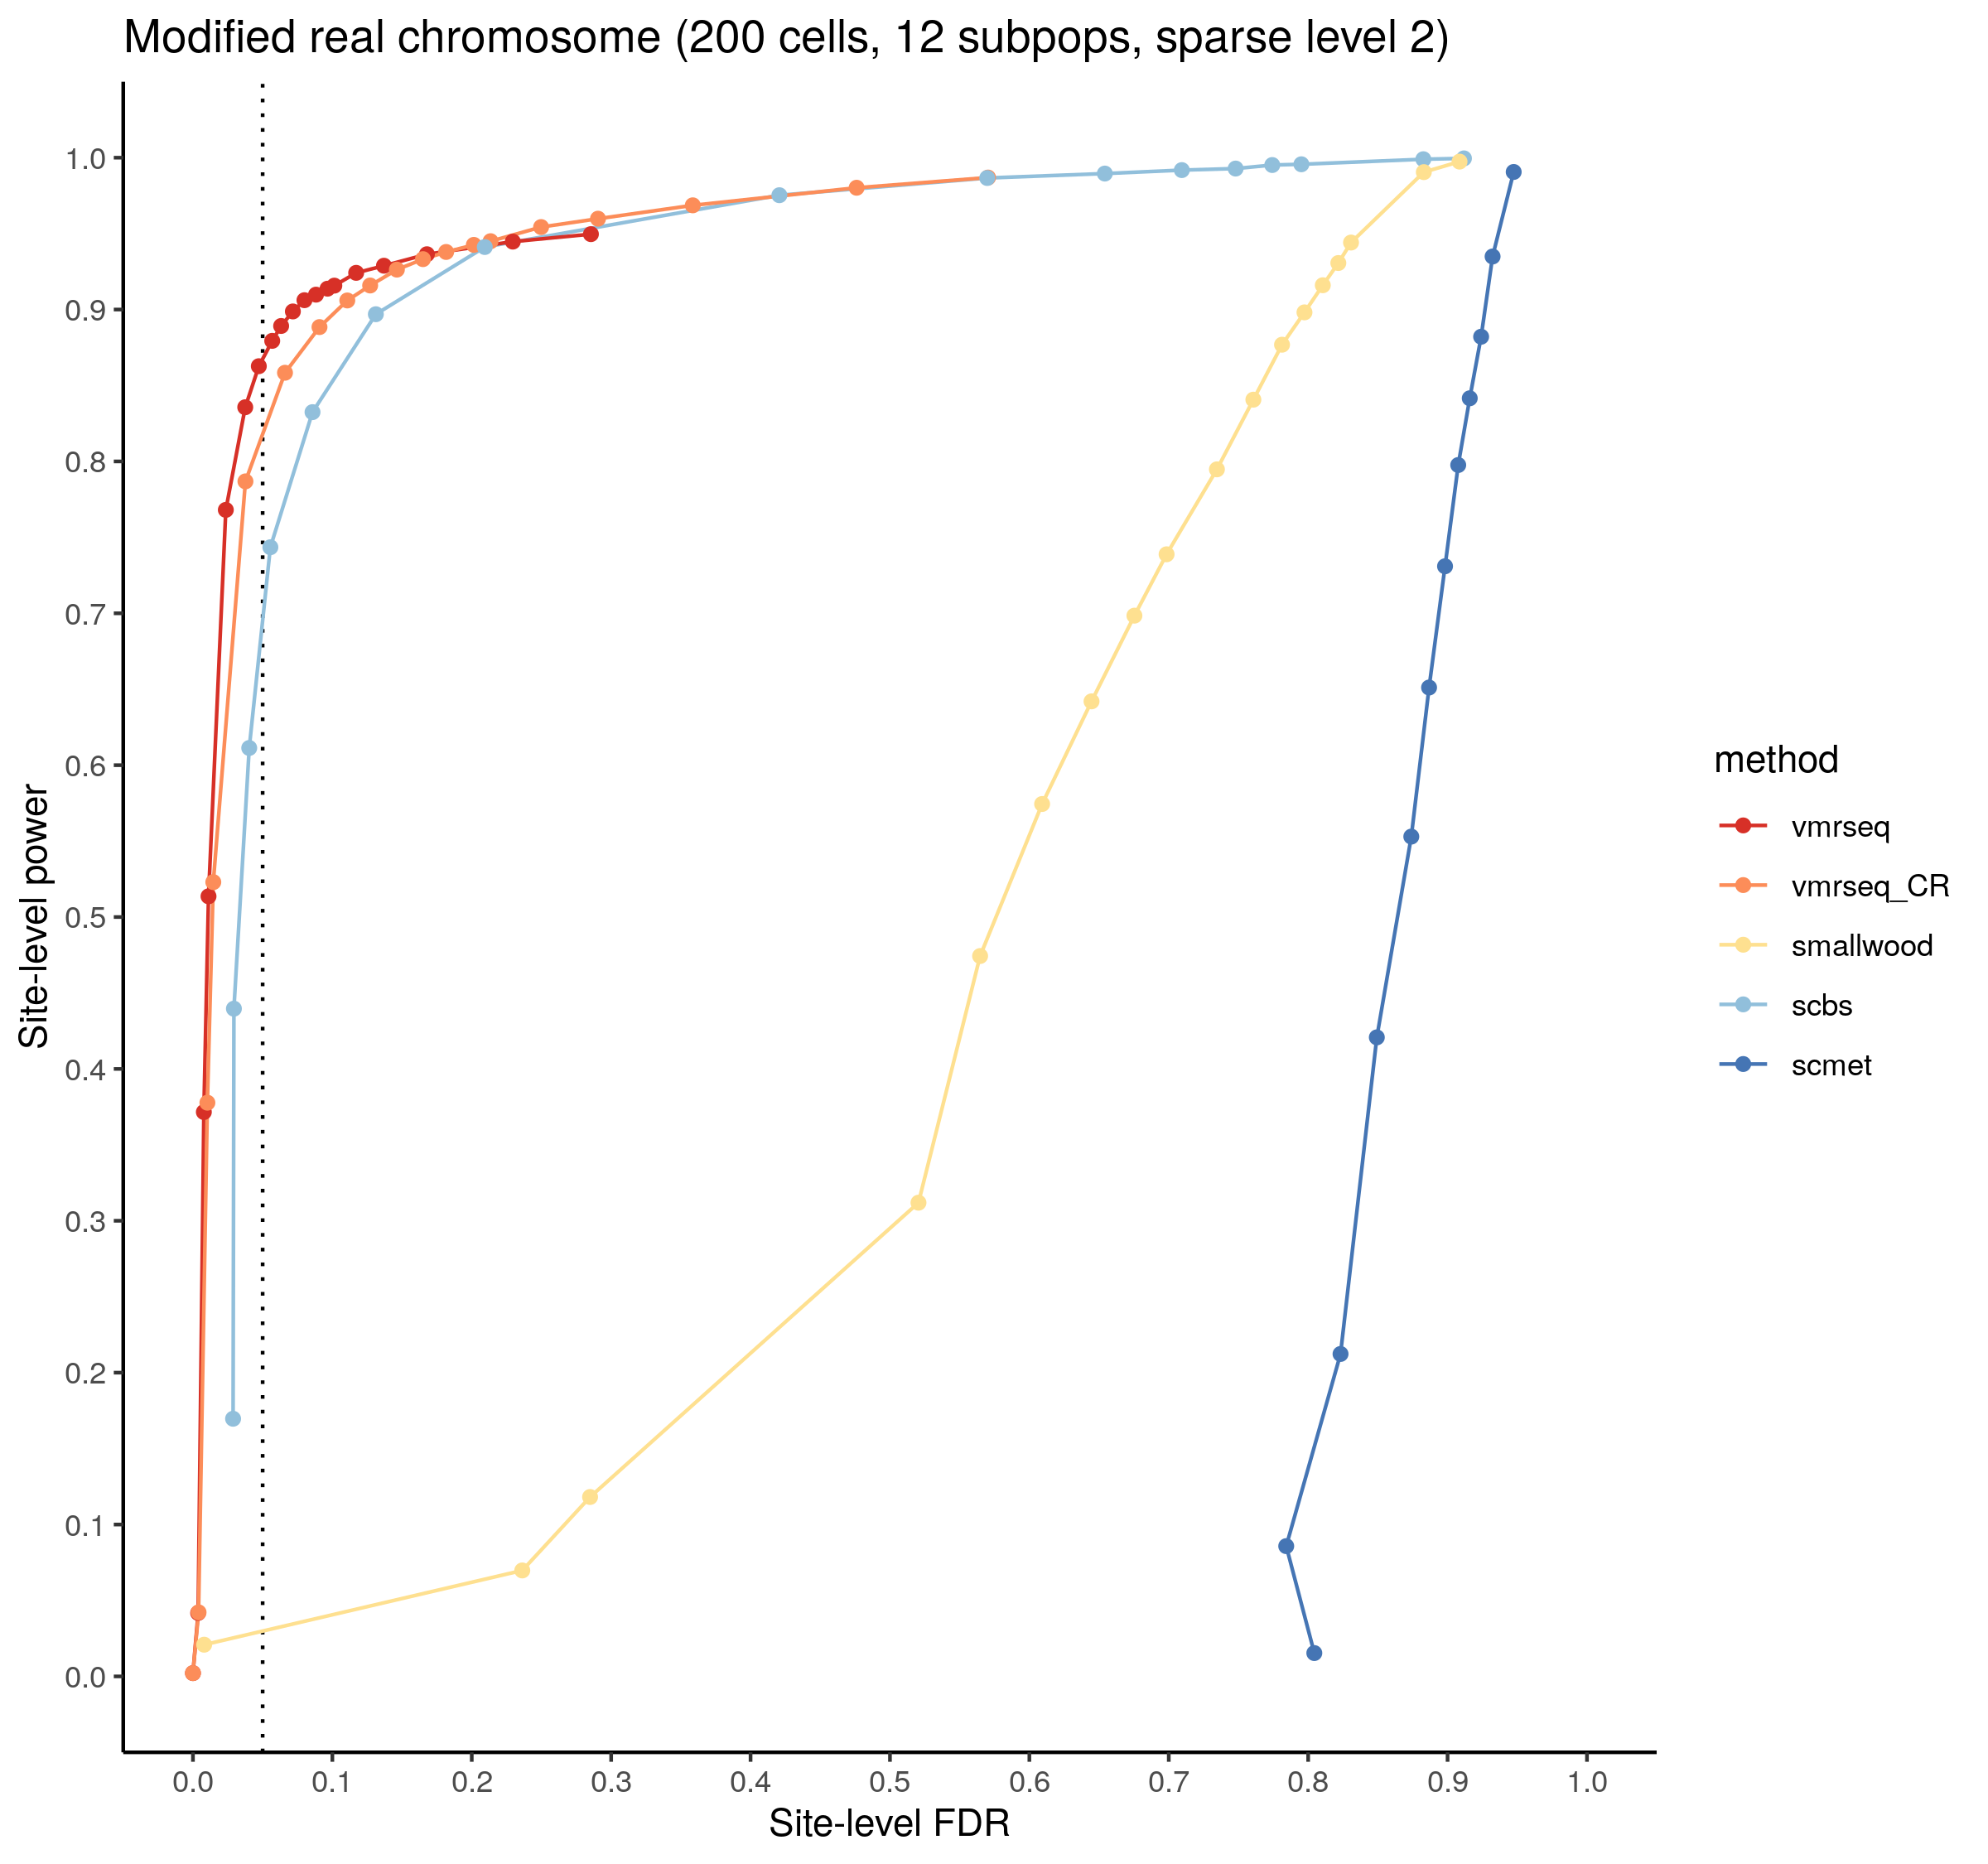 Modified real chromosome (200 cells, 12 subpops, sparse level 2)
Site-level power
1.0
0.9
0.8
0.7
0.6
0.5
0.4
0.3
0.2
0.1
0.0
0.0 0.1 0.2 0.3 0.4 0.5 0.6 0.7 0.8 0.9 1.0
Site-level FDR
method
vmrseq
vmrseq_CR
smallwood
scbs
scmet